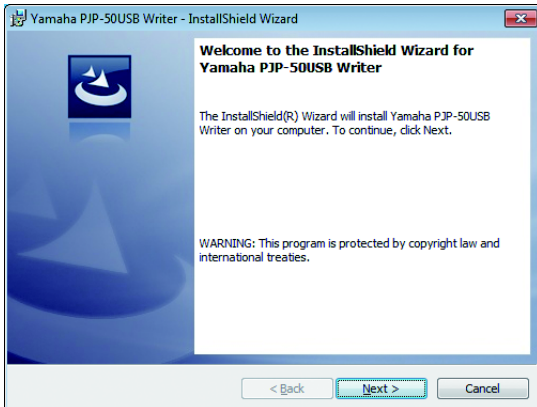 Yamaha PJP-50USB Writer - InstallShield Wizard
Welcome to the InstallShield Wizard for
Yamaha PJP-50USB Writer
The InstallShield(R) Wizard will install Yamaha PJP-50USB
Writer on your computer. To continue, click Next.
WARNING: This program is protected by copyright law and
international treaties.
< Back
Next >
Cancel